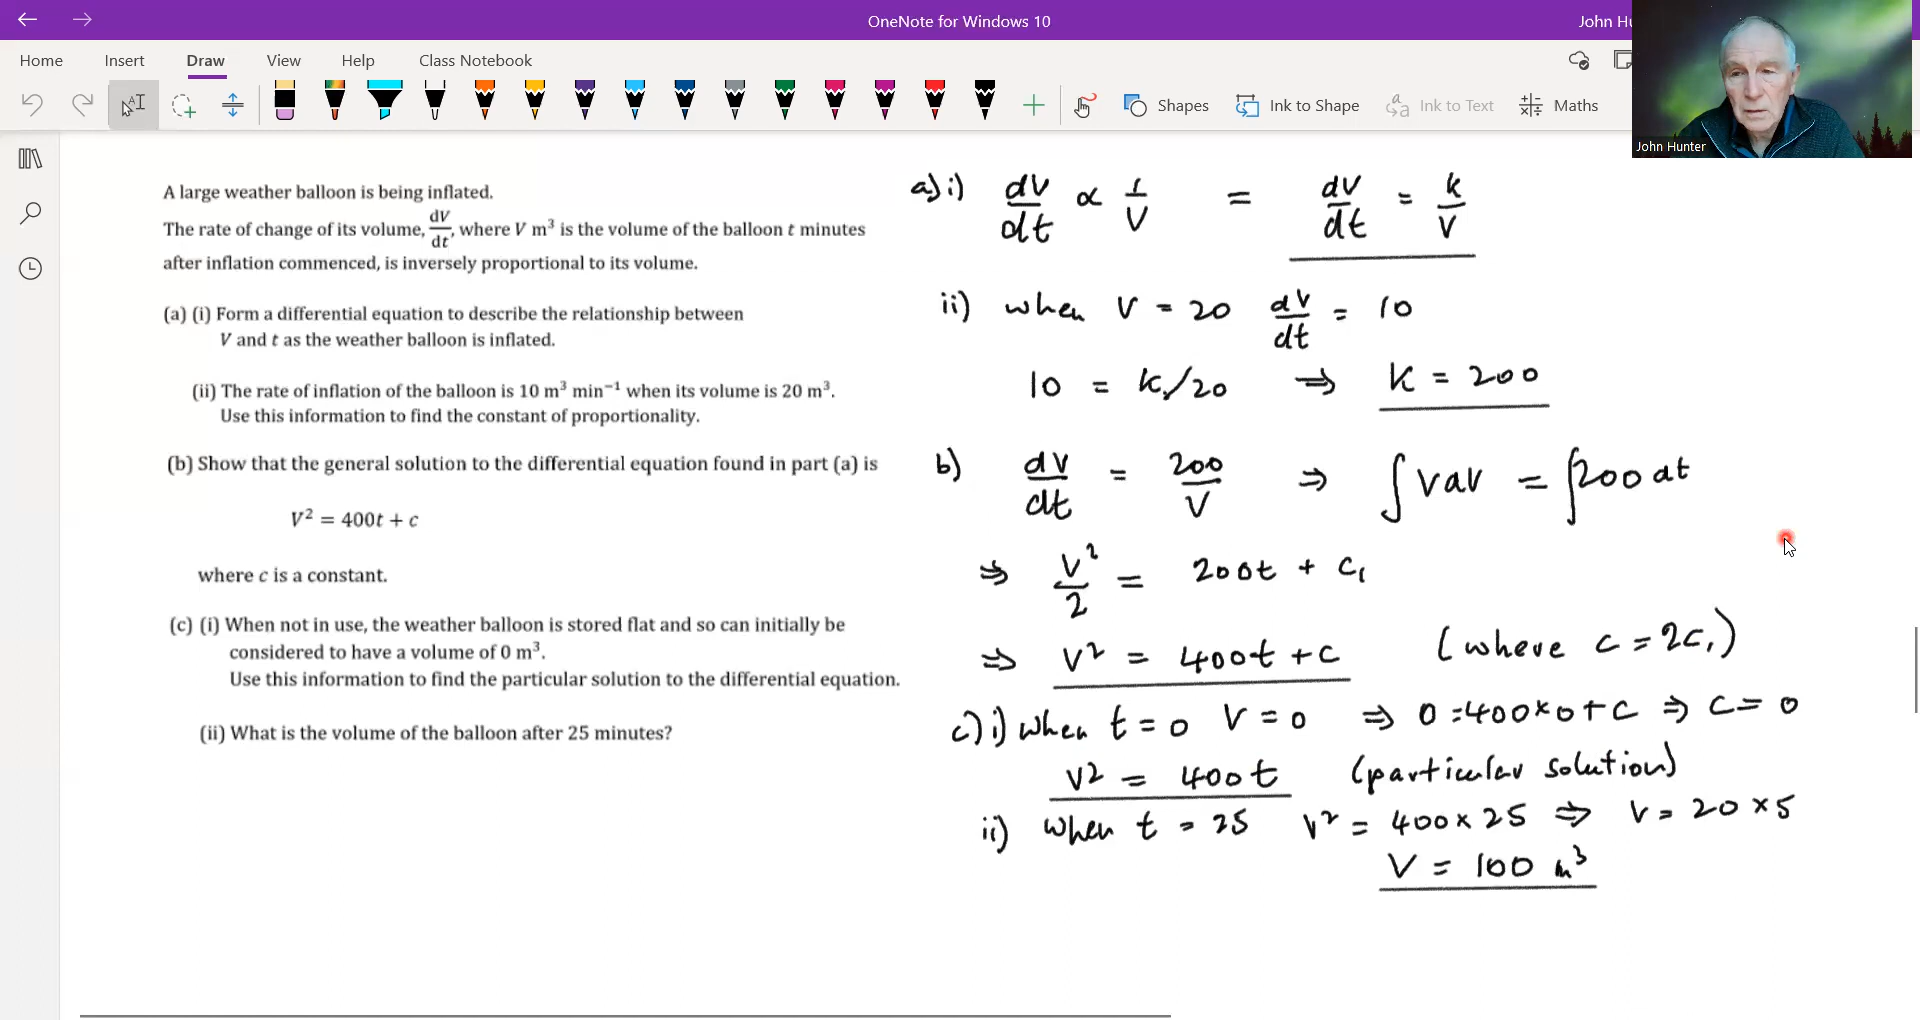 OneNote for Windows 10
John Hu
Home Insert Draw View Help Class Notebook
Shapes Ink to Shape Ink to Text Maths
John Hunter
A large weather balloon is being inflated.
The rate of change of its volume, dV/dt, where V m³ is the volume of the balloon t minutes
after inflation commenced, is inversely proportional to its volume.
(a) (i) Form a differential equation to describe the relationship between
V and t as the weather balloon is inflated.
(ii) The rate of inflation of the balloon is 10 m³ min⁻¹ when its volume is 20 m³.
Use this information to find the constant of proportionality.
(b) Show that the general solution to the differential equation found in part (a) is
V² = 400t + c
where c is a constant.
(c) (i) When not in use, the weather balloon is stored flat and so can initially be
considered to have a volume of 0 m³.
Use this information to find the particular solution to the differential equation.
(ii) What is the volume of the balloon after 25 minutes?
a) i) dV/dt ∝ 1/V = dV/dt = k/V
ii) when V = 20 dV/dt = 10
10 = k/20 ⇒ k = 200
b) dV/dt = 200/V ⇒ ∫VdV = ∫200dt
⇒ V²/2 = 200t + c₁
⇒ V² = 400t + c (where c = 2c₁)
c) i) when t = 0 V = 0 ⇒ 0 = 400×0+c ⇒ c = 0
V² = 400t (particular solution)
ii) when t = 25 V² = 400×25 ⇒ V = 20×5
V = 100 m³